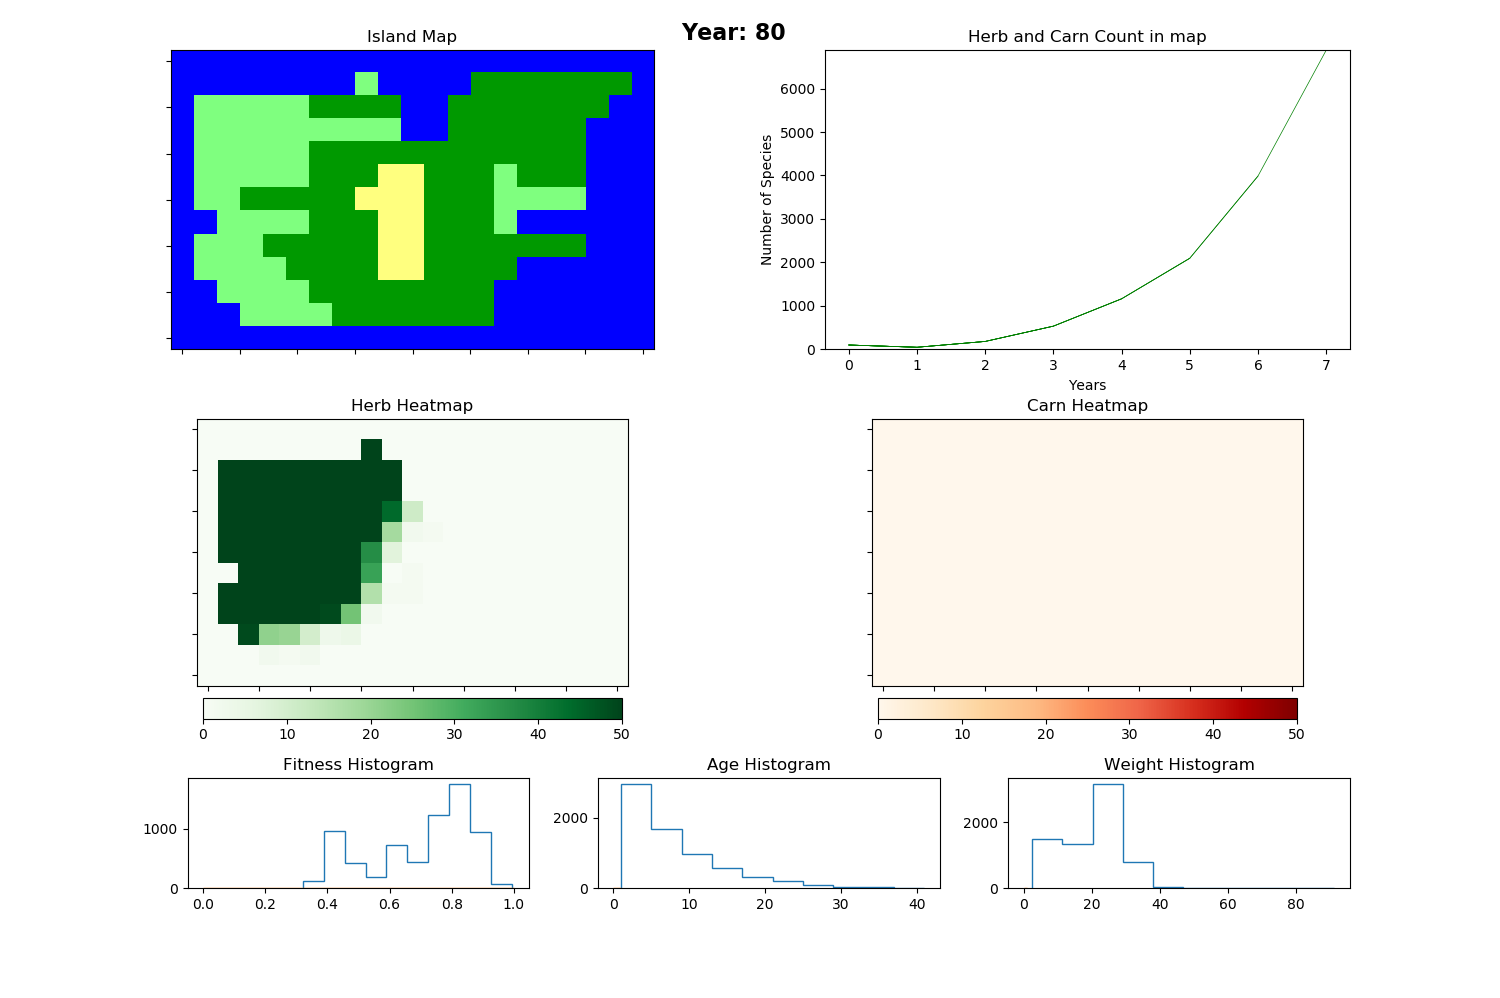 Year: 80
Island Map
Herb and Carn Count in map
Number of Species
6000
5000
4000
3000
2000
1000
0
0 1 2 3 4 5 6 7
Years
Herb Heatmap
Carn Heatmap
0 10 20 30 40 50
0 10 20 30 40 50
Fitness Histogram
1000
0
0.0 0.2 0.4 0.6 0.8 1.0
Age Histogram
2000
0
0 10 20 30 40
Weight Histogram
2000
0
0 20 40 60 80